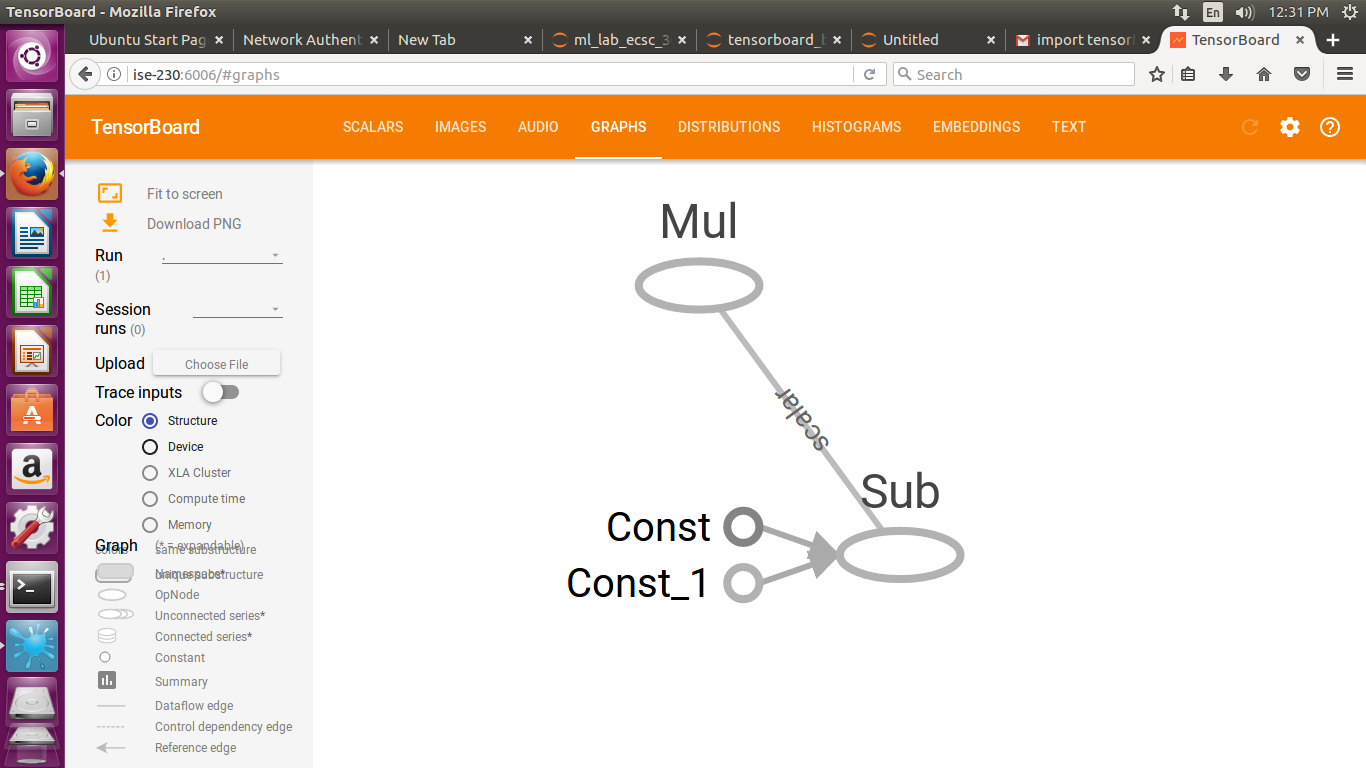 TensorBoard - Mozilla Firefox
En
12:31 PM
Ubuntu Start Pag
Network Authent
New Tab
ml_lab_ecsc_3
tensorboard_b
Untitled
import tensor
TensorBoard
ise-230:6006/#graphs
Search
TensorBoard
SCALARS
IMAGES
AUDIO
GRAPHS
DISTRIBUTIONS
HISTOGRAMS
EMBEDDINGS
TEXT
Fit to screen
Download PNG
Run
(1)
.
Session
runs (0)
Upload
Choose File
Trace inputs
Color
Structure
Device
XLA Cluster
Compute time
Memory
Graph
(* = expandable)
colors
same substructure
Namespace*
unique substructure
OpNode
Unconnected series*
Connected series*
Constant
Summary
Dataflow edge
Control dependency edge
Reference edge
Mul
scalar
Sub
Const
Const_1